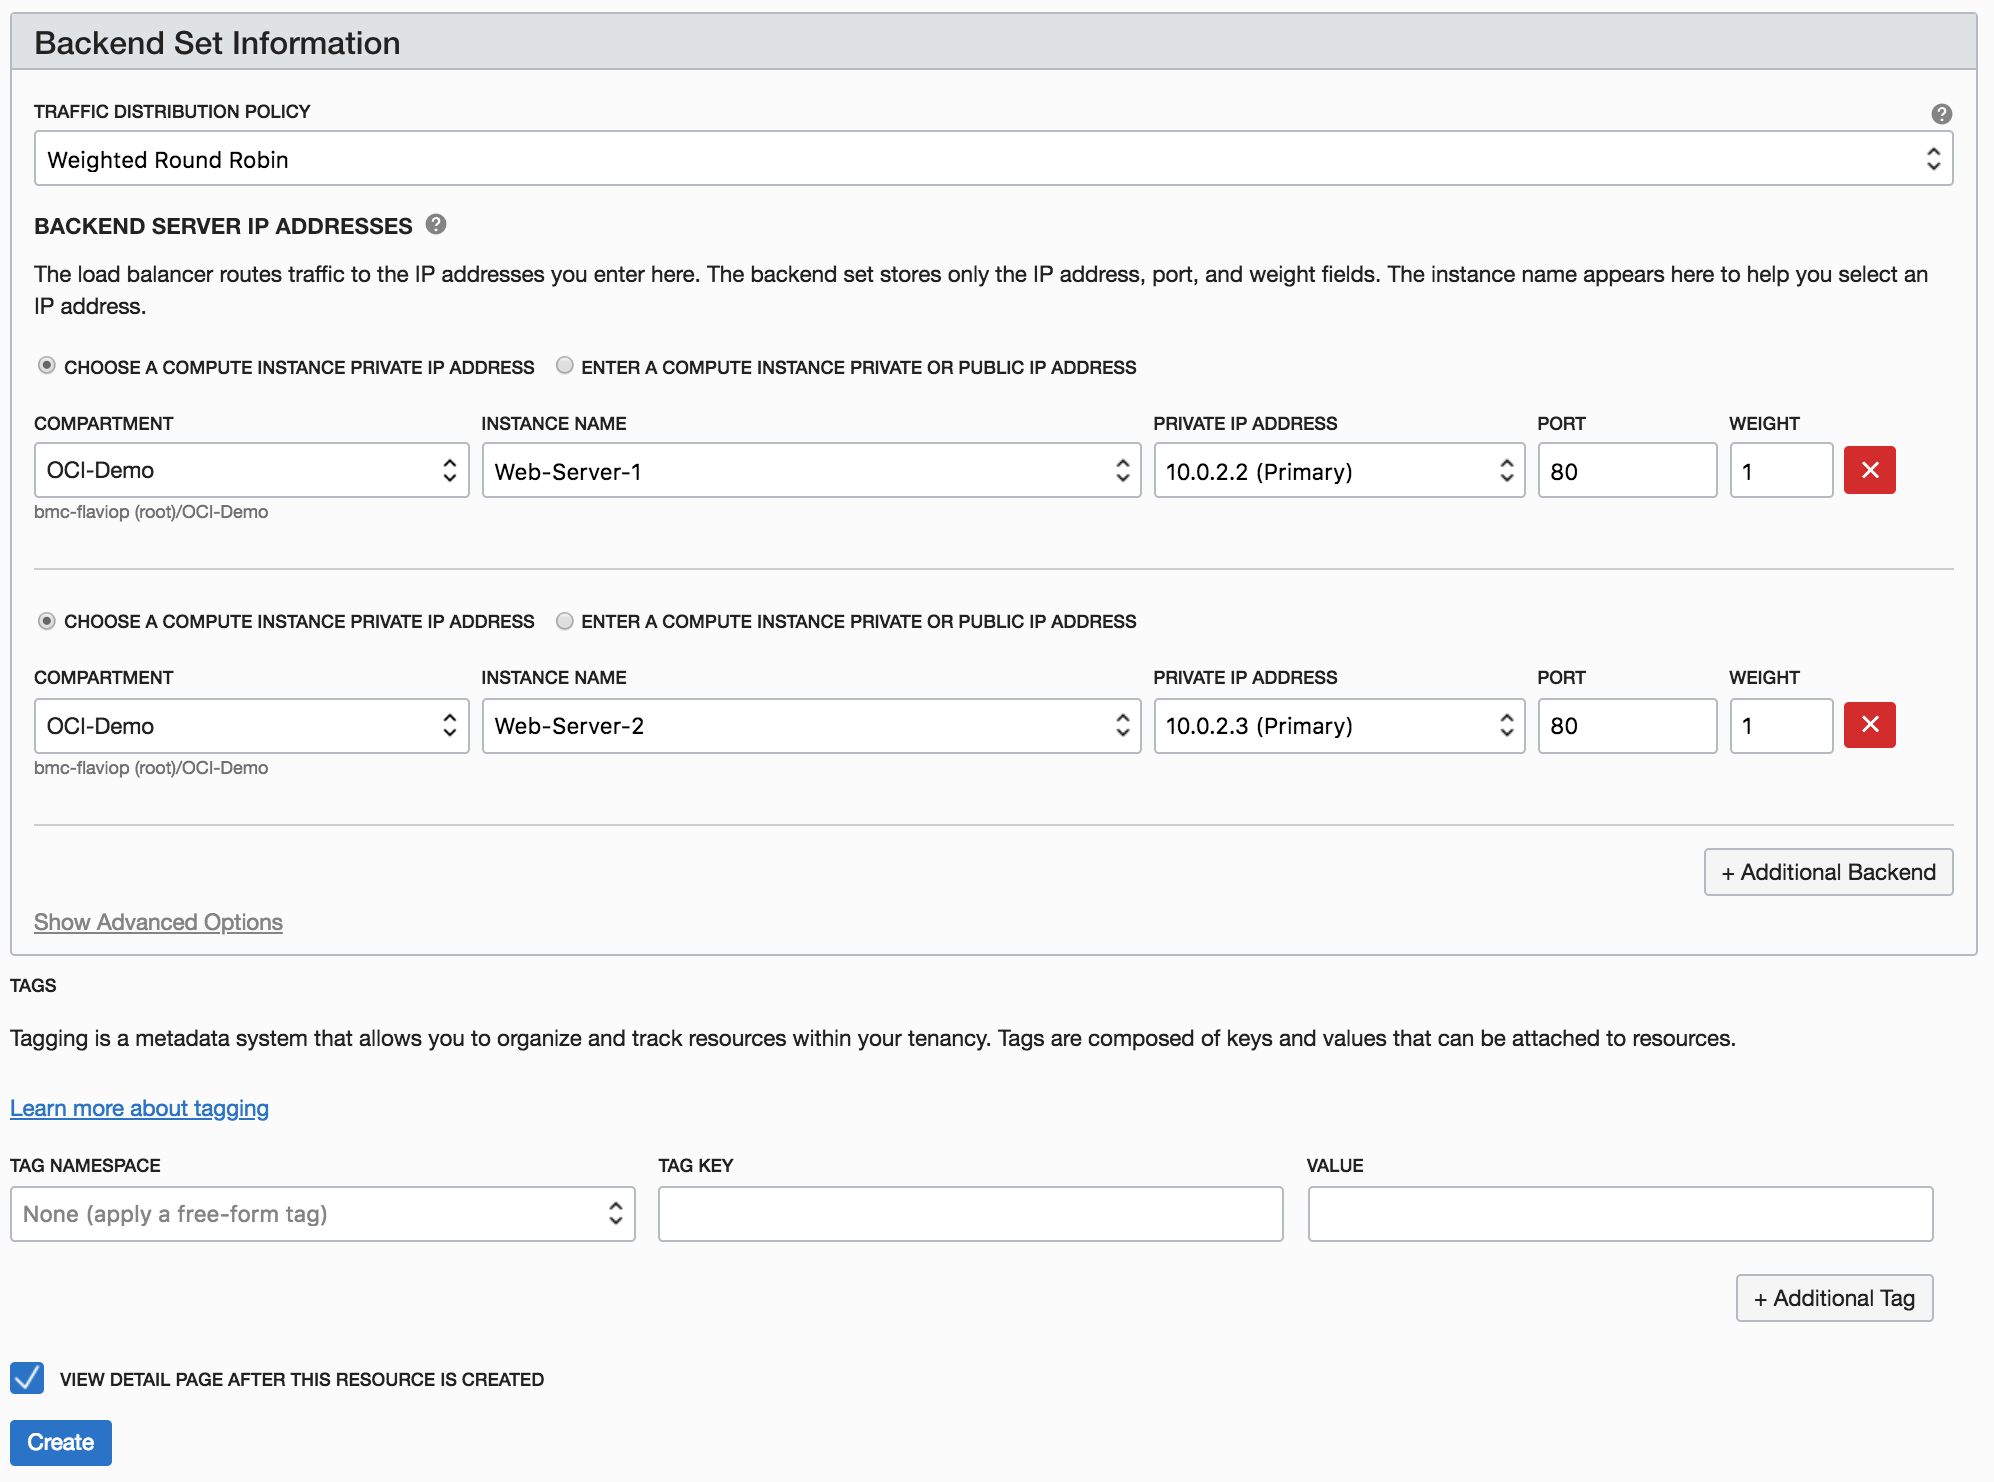 Backend Set Information
TRAFFIC DISTRIBUTION POLICY
?
Weighted Round Robin
BACKEND SERVER IP ADDRESSES ?
The load balancer routes traffic to the IP addresses you enter here. The backend set stores only the IP address, port, and weight fields. The instance name appears here to help you select an
IP address.
CHOOSE A COMPUTE INSTANCE PRIVATE IP ADDRESS ENTER A COMPUTE INSTANCE PRIVATE OR PUBLIC IP ADDRESS
COMPARTMENT INSTANCE NAME PRIVATE IP ADDRESS PORT WEIGHT
OCI-Demo Web-Server-1 10.0.2.2 (Primary) 80 1
bmc-flaviop (root)/OCI-Demo
CHOOSE A COMPUTE INSTANCE PRIVATE IP ADDRESS ENTER A COMPUTE INSTANCE PRIVATE OR PUBLIC IP ADDRESS
COMPARTMENT INSTANCE NAME PRIVATE IP ADDRESS PORT WEIGHT
OCI-Demo Web-Server-2 10.0.2.3 (Primary) 80 1
bmc-flaviop (root)/OCI-Demo
+ Additional Backend
Show Advanced Options
TAGS
Tagging is a metadata system that allows you to organize and track resources within your tenancy. Tags are composed of keys and values that can be attached to resources.
Learn more about tagging
TAG NAMESPACE TAG KEY VALUE
None (apply a free-form tag)
+ Additional Tag
VIEW DETAIL PAGE AFTER THIS RESOURCE IS CREATED
Create